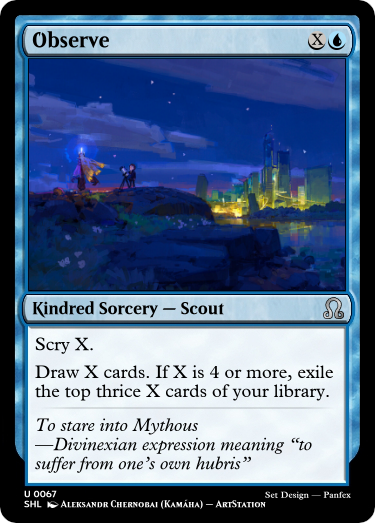 Observe
X
Kindred Sorcery — Scout
Scry X.
Draw X cards. If X is 4 or more, exile
the top thrice X cards of your library.
To stare into Mythous
—Divinexian expression meaning “to
suffer from one’s own hubris”
U 0067
Set Design — Panfex
SHL Aleksandr Chernobai (Kamáha) — ArtStation